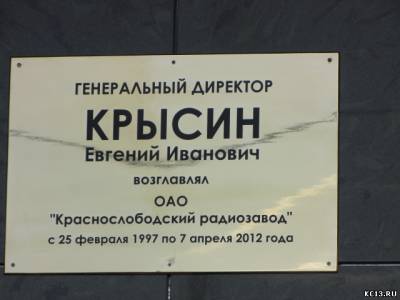 ГЕНЕРАЛЬНЫЙ ДИРЕКТОР
КРЫСИН
Евгений Иванович
возглавлял
ОАО
"Краснослободский радиозавод"
с 25 февраля 1997 по 7 апреля 2012 года
KC13.RU